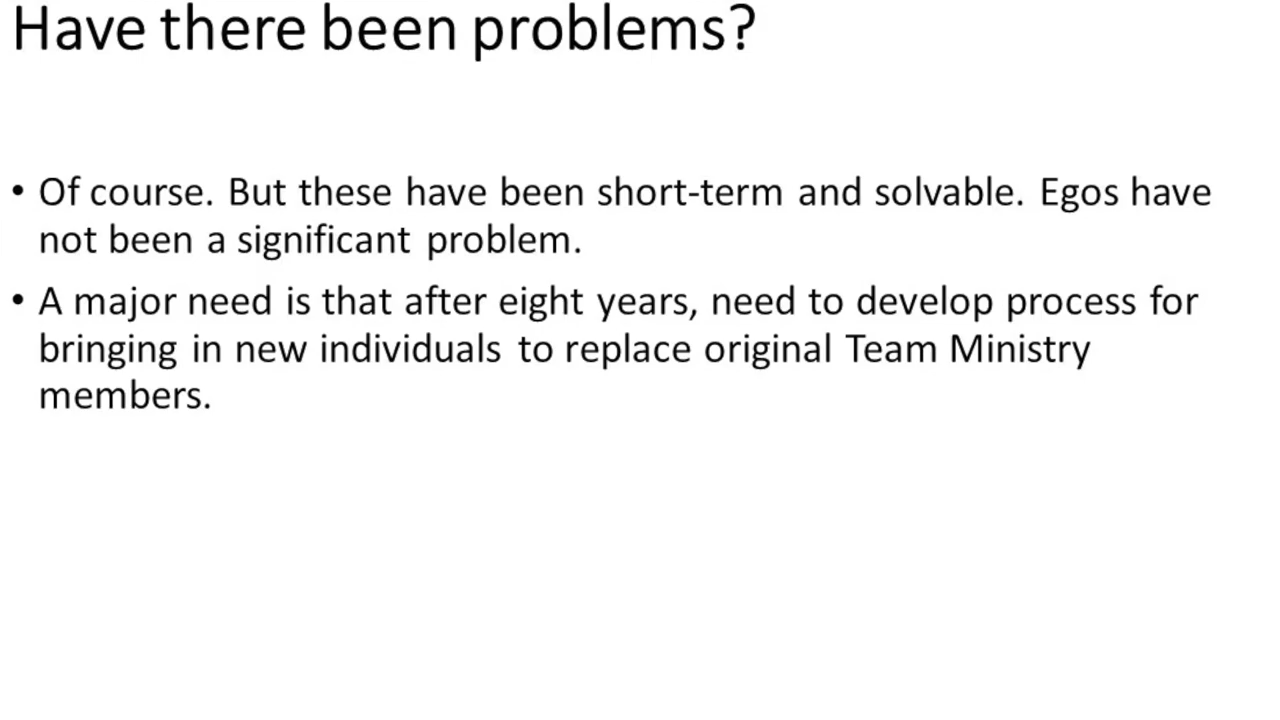 Have there been problems?
• Of course. But these have been short-term and solvable. Egos have
not been a significant problem.
• A major need is that after eight years, need to develop process for
bringing in new individuals to replace original Team Ministry
members.